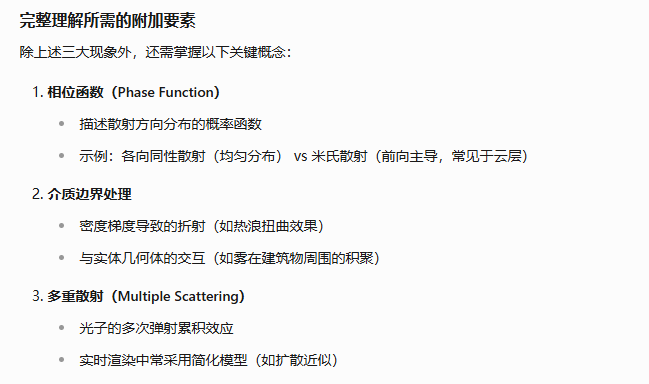 完整理解所需的附加要素
除上述三大现象外，还需掌握以下关键概念：
1. 相位函数（Phase Function）
• 描述散射方向分布的概率函数
• 示例：各向同性散射（均匀分布） vs 米氏散射（前向主导，常见于云层）
2. 介质边界处理
• 密度梯度导致的折射（如热浪扭曲效果）
• 与实体几何体的交互（如雾在建筑物周围的积聚）
3. 多重散射（Multiple Scattering）
• 光子的多次弹射累积效应
• 实时渲染中常采用简化模型（如扩散近似）